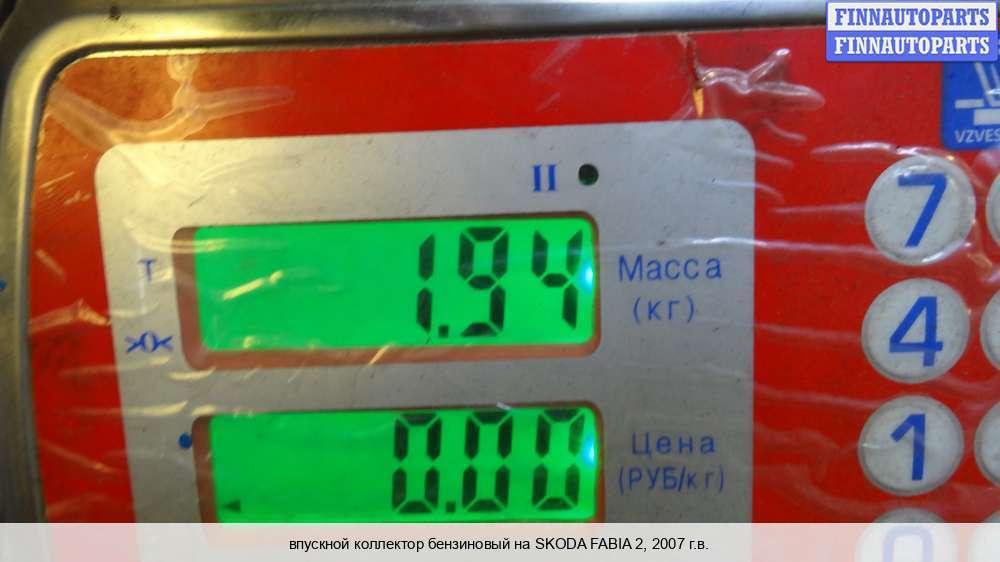 FINNAUTOPARTS
FINNAUTOPARTS
VZVES
II
7
T
1.94
Масса
(кг)
>0<
4
0.00
Цена
(РУБ/кг)
1
впускной коллектор бензиновый на SKODA FABIA 2, 2007 г.в.